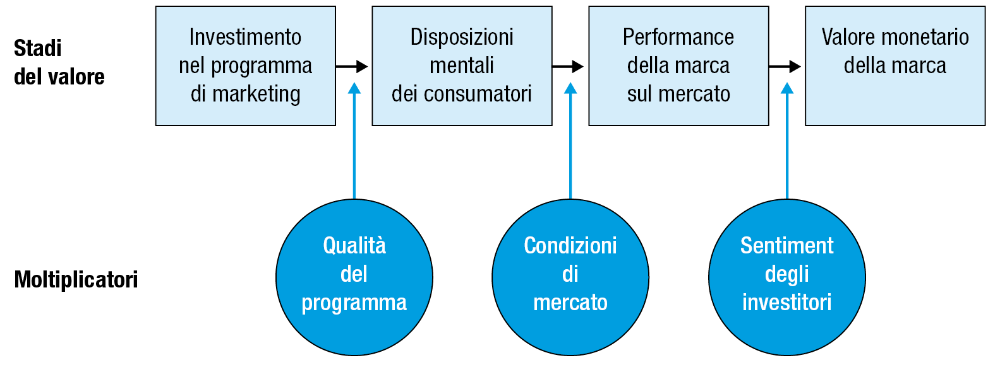 Stadi
del valore
Investimento
nel programma
di marketing
Disposizioni
mentali
dei consumatori
Performance
della marca
sul mercato
Valore monetario
della marca
Moltiplicatori
Qualità
del
programma
Condizioni
di
mercato
Sentiment
degli
investitori